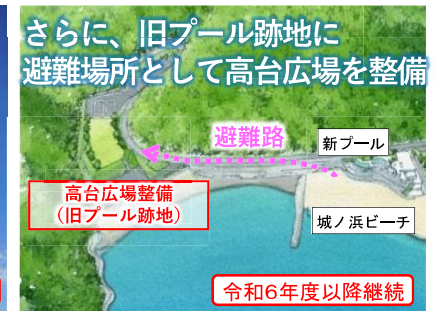 さらに、旧プール跡地に
避難場所として高台広場を整備
避難路
新プール
高台広場整備
（旧プール跡地）
城ノ浜ビーチ
令和6年度以降継続